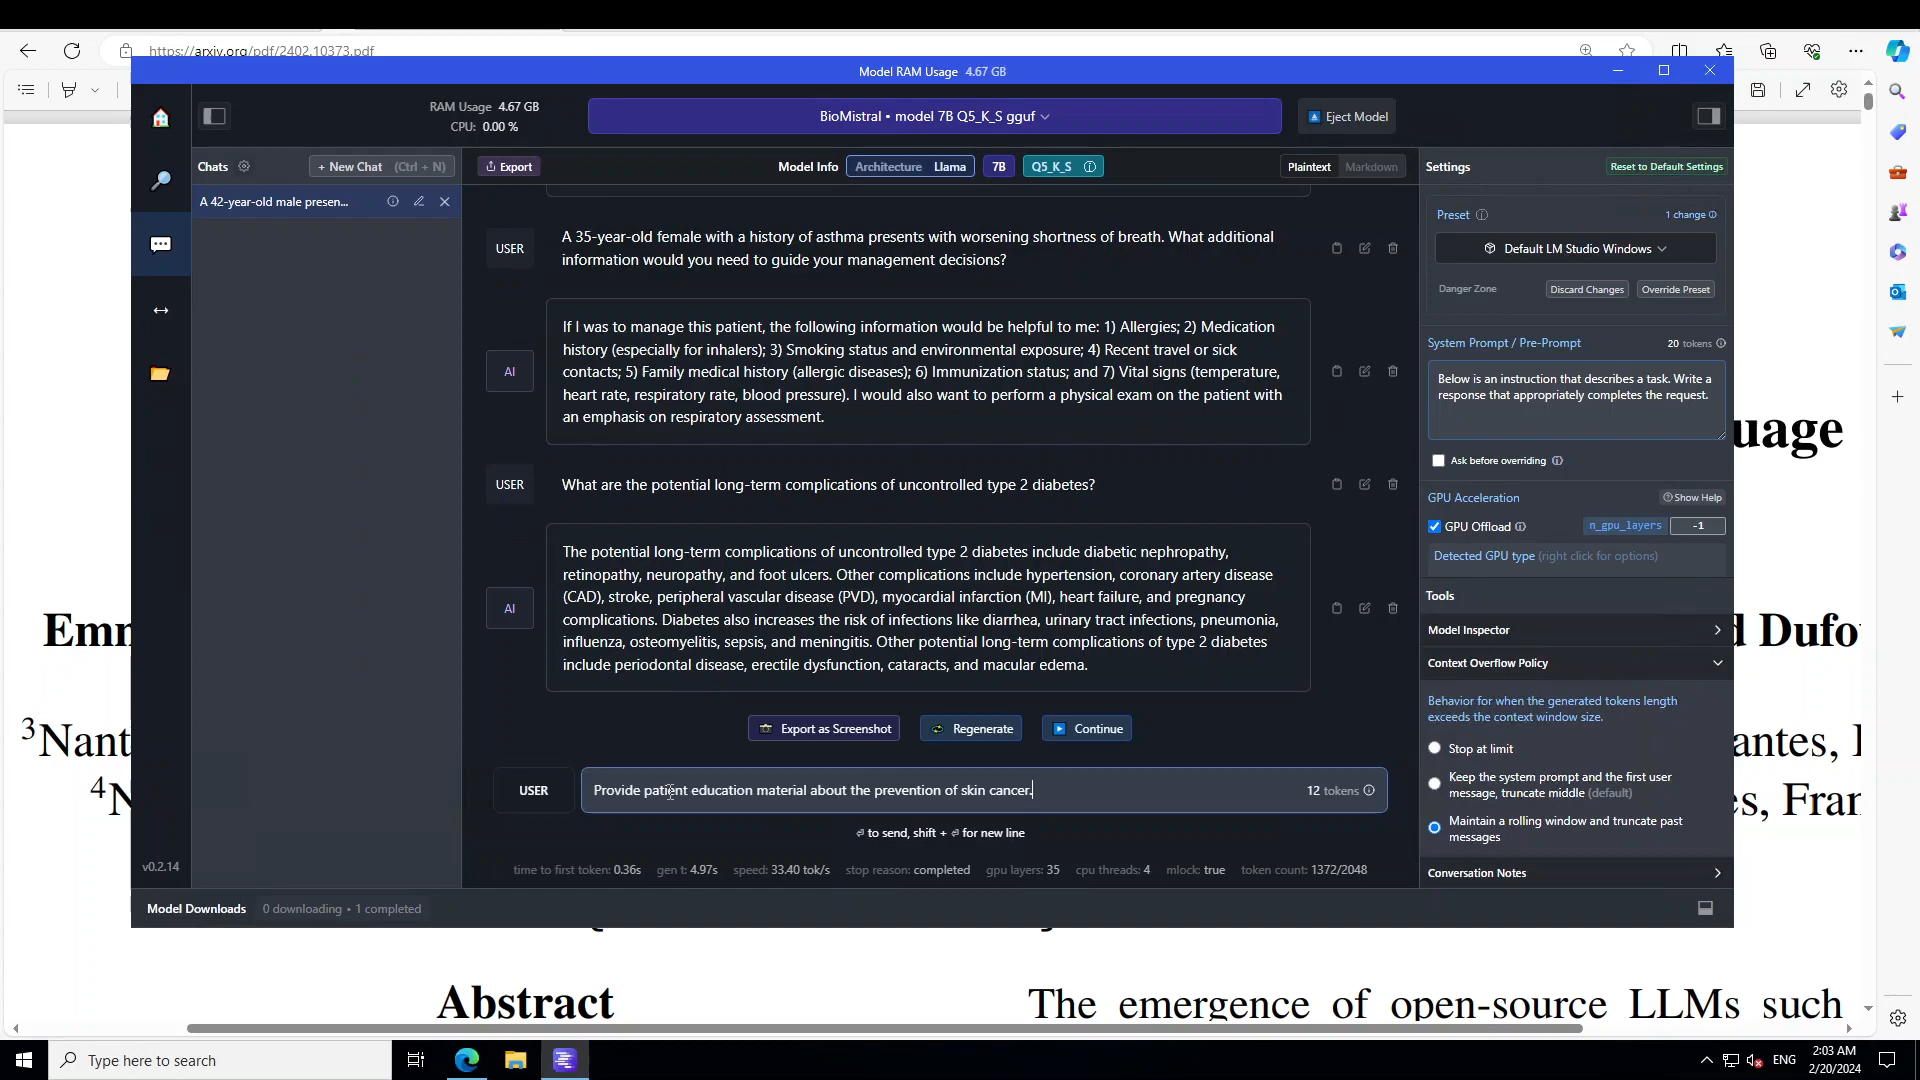 https://arxiv.org/pdf/2402.10373.pdf
Model RAM Usage 4.67 GB
RAM Usage 4.67 GB
CPU: 0.00 %
BioMistral • model 7B Q5_K_S gguf
Eject Model
Chats
+ New Chat (Ctrl + N)
Export
Model Info Architecture Llama 7B Q5_K_S
Plaintext Markdown
Settings
Reset to Default Settings
A 42-year-old male presen...
Preset
1 change
Default LM Studio Windows
Danger Zone
Discard Changes
Override Preset
USER
A 35-year-old female with a history of asthma presents with worsening shortness of breath. What additional
information would you need to guide your management decisions?
AI
If I was to manage this patient, the following information would be helpful to me: 1) Allergies; 2) Medication
history (especially for inhalers); 3) Smoking status and environmental exposure; 4) Recent travel or sick
contacts; 5) Family medical history (allergic diseases); 6) Immunization status; and 7) Vital signs (temperature,
heart rate, respiratory rate, blood pressure). I would also want to perform a physical exam on the patient with
an emphasis on respiratory assessment.
USER
What are the potential long-term complications of uncontrolled type 2 diabetes?
AI
The potential long-term complications of uncontrolled type 2 diabetes include diabetic nephropathy,
retinopathy, neuropathy, and foot ulcers. Other complications include hypertension, coronary artery disease
(CAD), stroke, peripheral vascular disease (PVD), myocardial infarction (MI), heart failure, and pregnancy
complications. Diabetes also increases the risk of infections like diarrhea, urinary tract infections, pneumonia,
influenza, osteomyelitis, sepsis, and meningitis. Other potential long-term complications of type 2 diabetes
include periodontal disease, erectile dysfunction, cataracts, and macular edema.
Export as Screenshot
Regenerate
Continue
USER
Provide patient education material about the prevention of skin cancer.
12 tokens
⏎ to send, shift + ⏎ for new line
time to first token: 0.36s gen t: 4.97s speed: 33.40 tok/s stop reason: completed gpu layers: 35 cpu threads: 4 mlock: true token count: 1372/2048
System Prompt / Pre-Prompt
20 tokens
Below is an instruction that describes a task. Write a
response that appropriately completes the request.
Ask before overriding
GPU Acceleration
Show Help
GPU Offload
n_gpu_layers -1
Detected GPU type (right click for options)
Tools
Model Inspector
Context Overflow Policy
Behavior for when the generated tokens length
exceeds the context window size.
Stop at limit
Keep the system prompt and the first user
message, truncate middle (default)
Maintain a rolling window and truncate past
messages
Conversation Notes
v0.2.14
Model Downloads 0 downloading • 1 completed
uage
Emm
d Dufo
3Nant
antes, I
4N
es, Fran
Abstract
The emergence of open-source LLMs such
Type here to search
ENG
2:03 AM
2/20/2024